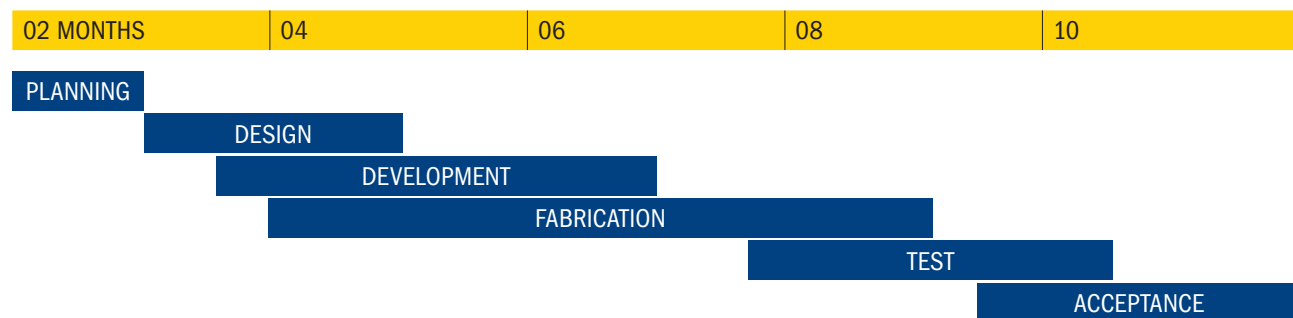 02 MONTHS 04 06 08 10
PLANNING
DESIGN
DEVELOPMENT
FABRICATION
TEST
ACCEPTANCE